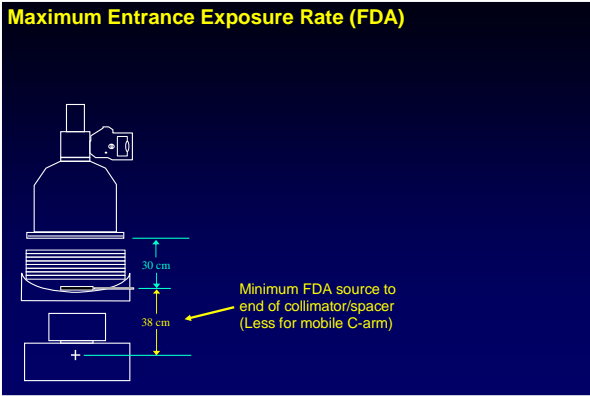 Maximum Entrance Exposure Rate (FDA)
30 cm
Minimum FDA source to
end of collimator/spacer
(Less for mobile C-arm)
38 cm